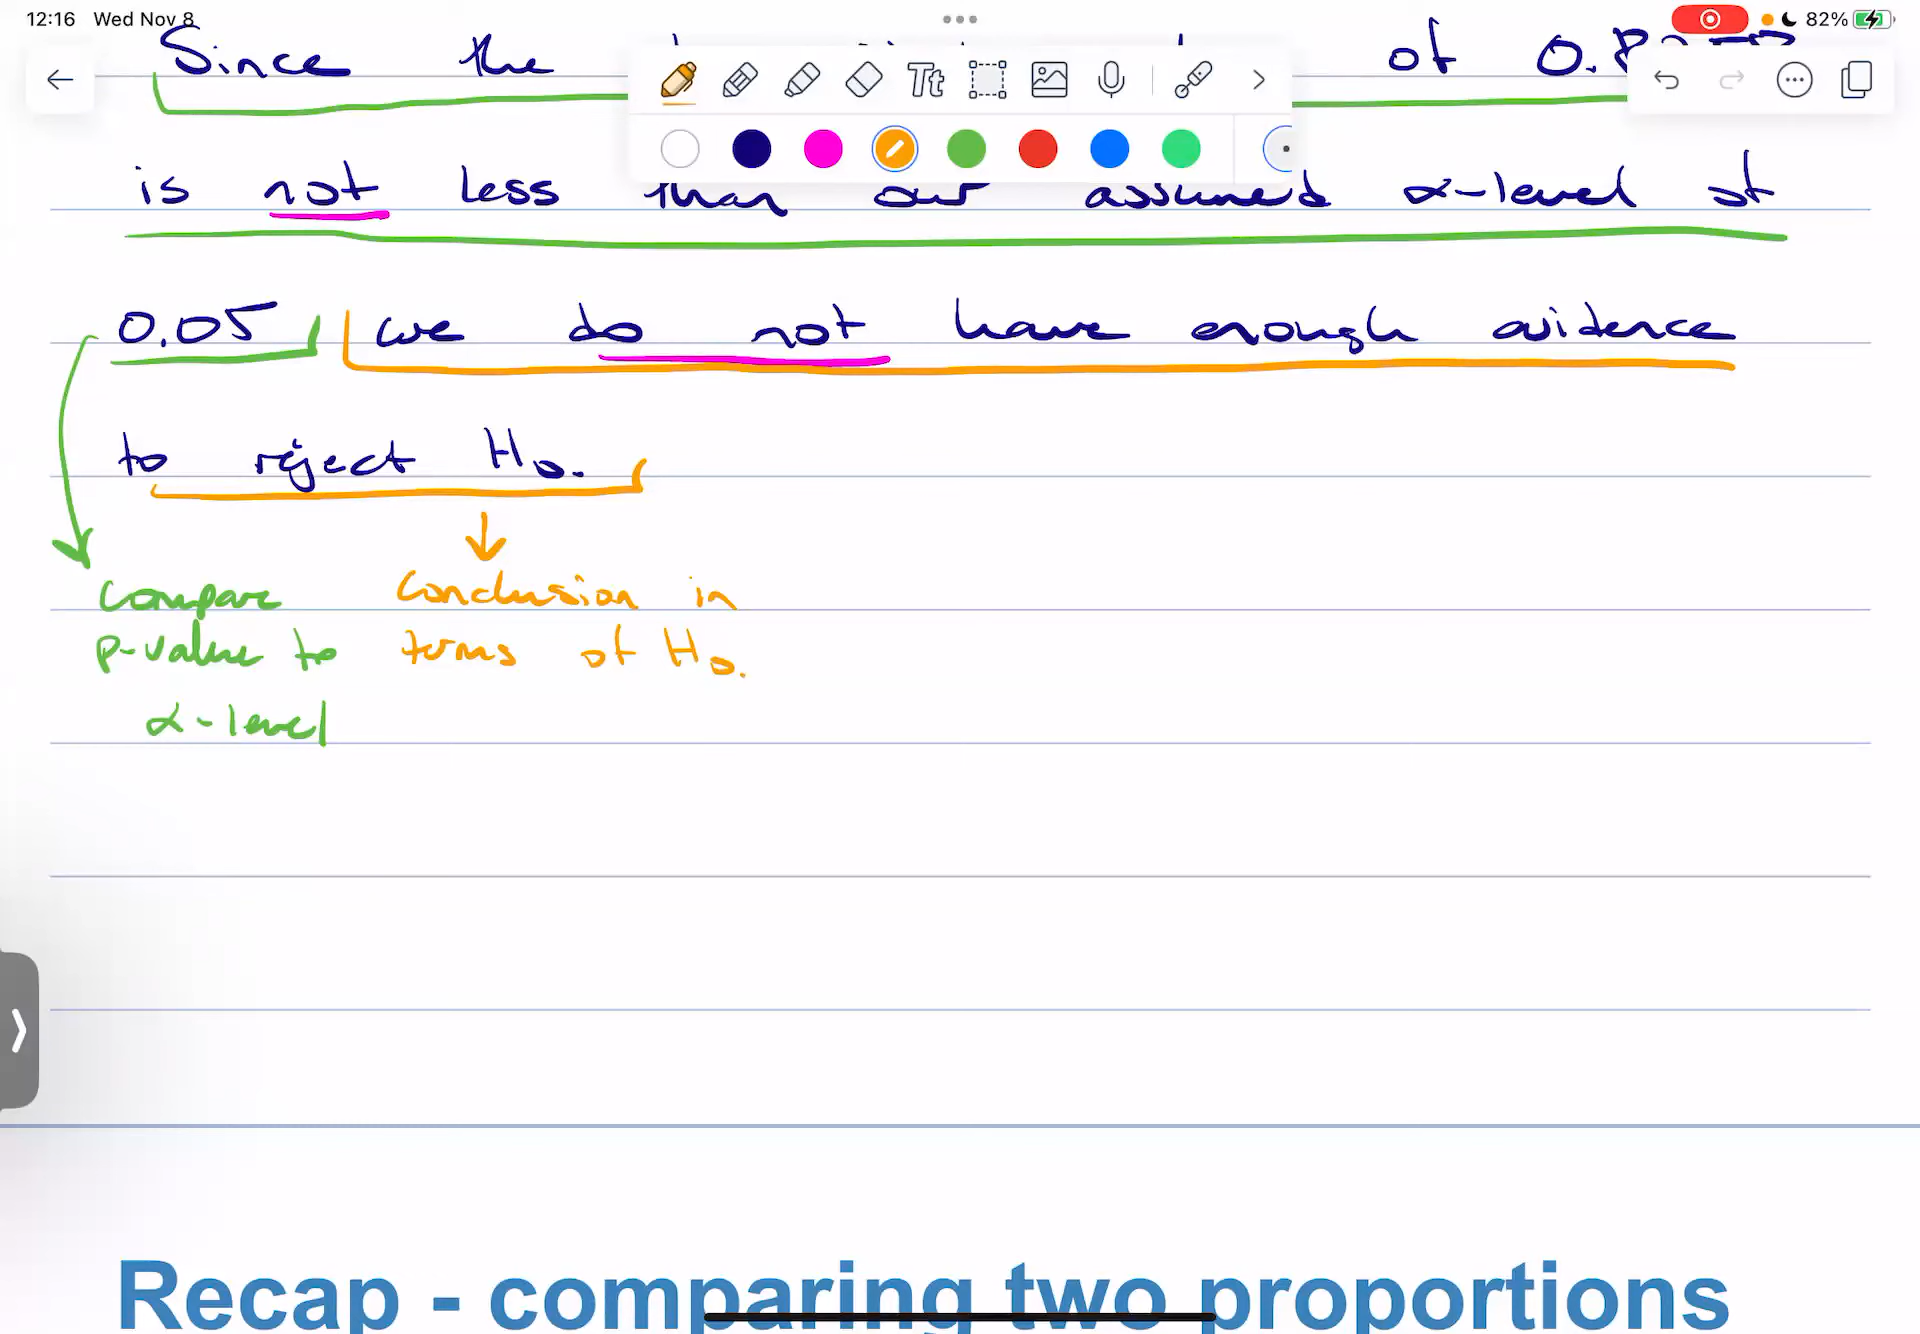 12:16 Wed Nov 8
82%
Since the of 0.8
Tt
is not less than our assumed α-level of
0.05 we do not have enough evidence
to reject H₀.
Compare Conclusion in
p-value to terms of H₀.
α-level
Recap - comparing two proportions